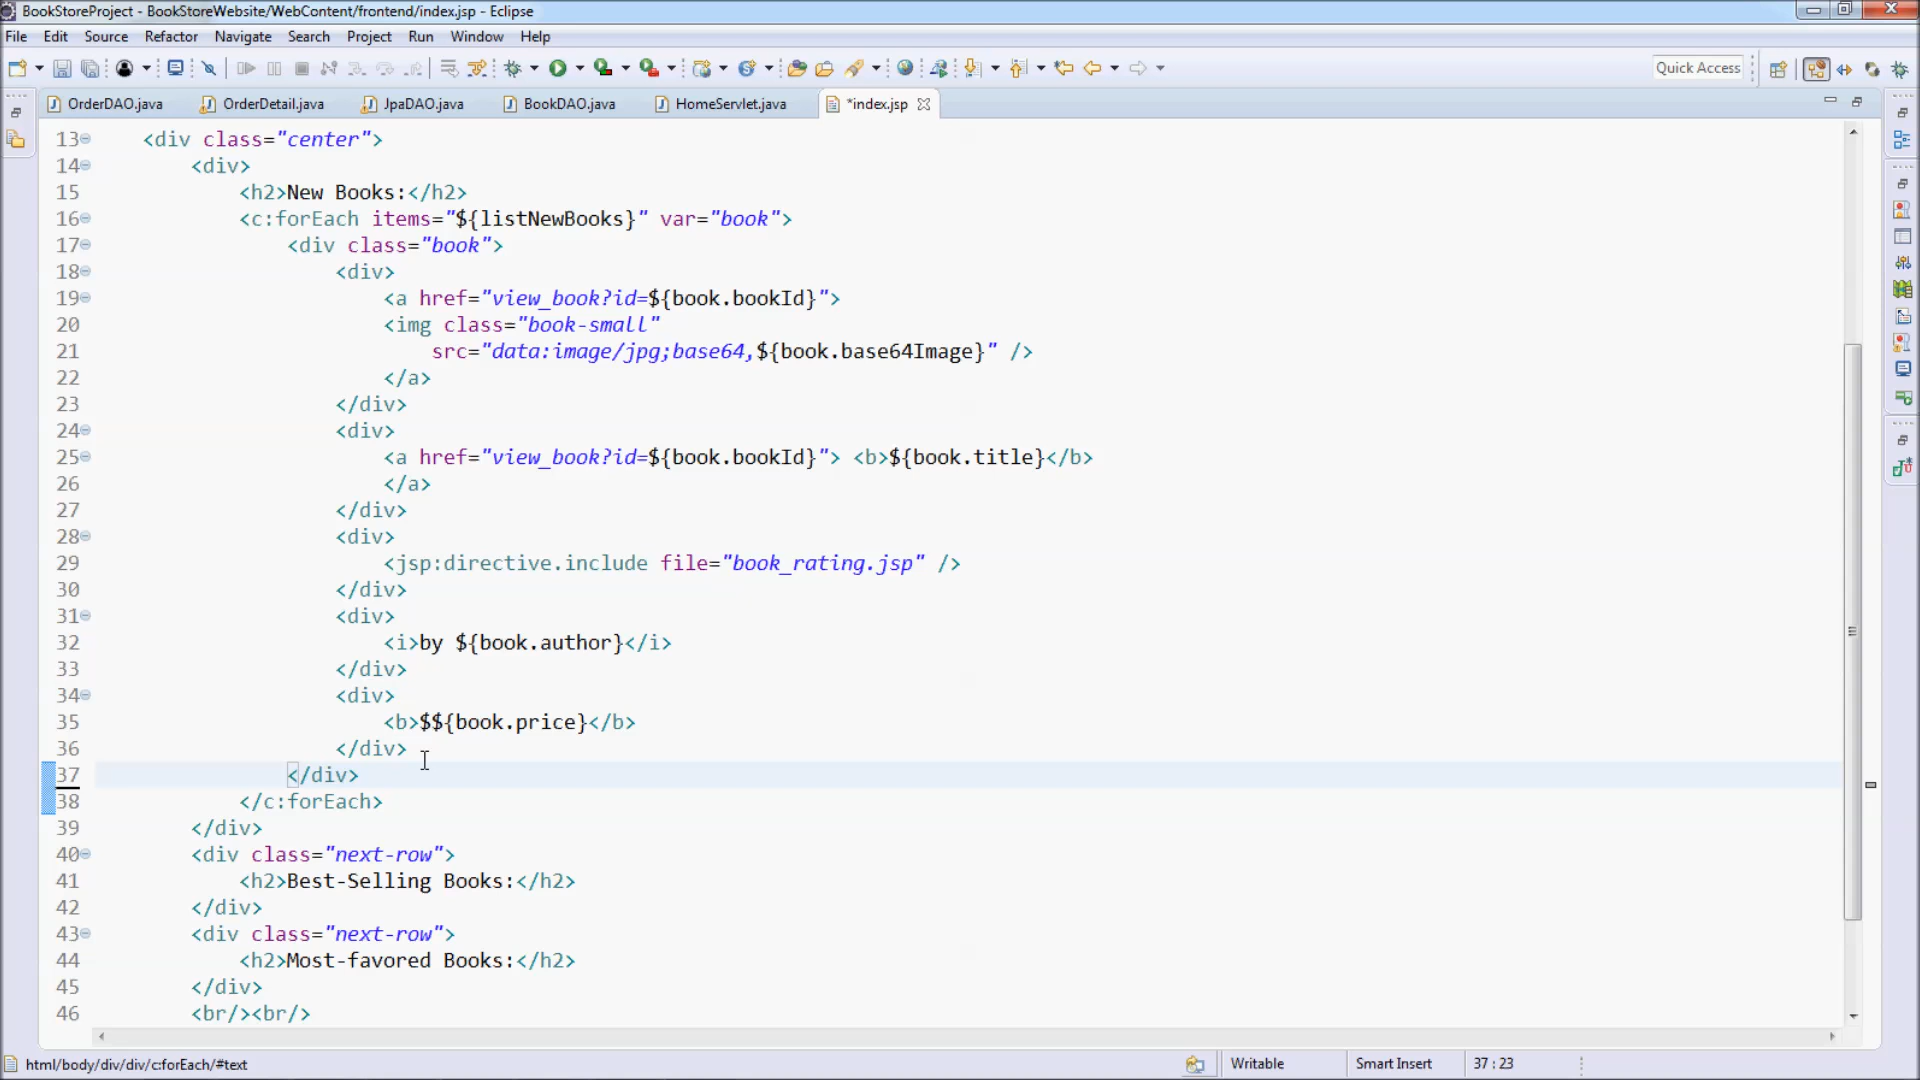 BookStoreProject - BookStoreWebsite/WebContent/frontend/index.jsp - Eclipse
File Edit Source Refactor Navigate Search Project Run Window Help
Quick Access
OrderDAO.java OrderDetail.java JpaDAO.java BookDAO.java HomeServlet.java *index.jsp
13 <div class="center">
14 <div>
15 <h2>New Books:</h2>
16 <c:forEach items="${listNewBooks}" var="book">
17 <div class="book">
18 <div>
19 <a href="view_book?id=${book.bookId}">
20 <img class="book-small"
21 src="data:image/jpg;base64,${book.base64Image}" />
22 </a>
23 </div>
24 <div>
25 <a href="view_book?id=${book.bookId}"> <b>${book.title}</b>
26 </a>
27 </div>
28 <div>
29 <jsp:directive.include file="book_rating.jsp" />
30 </div>
31 <div>
32 <i>by ${book.author}</i>
33 </div>
34 <div>
35 <b>$${book.price}</b>
36 </div>
37 </div>
38 </c:forEach>
39 </div>
40 <div class="next-row">
41 <h2>Best-Selling Books:</h2>
42 </div>
43 <div class="next-row">
44 <h2>Most-favored Books:</h2>
45 </div>
46 <br/><br/>
html/body/div/div/c:forEach/#text Writable Smart Insert 37 : 23